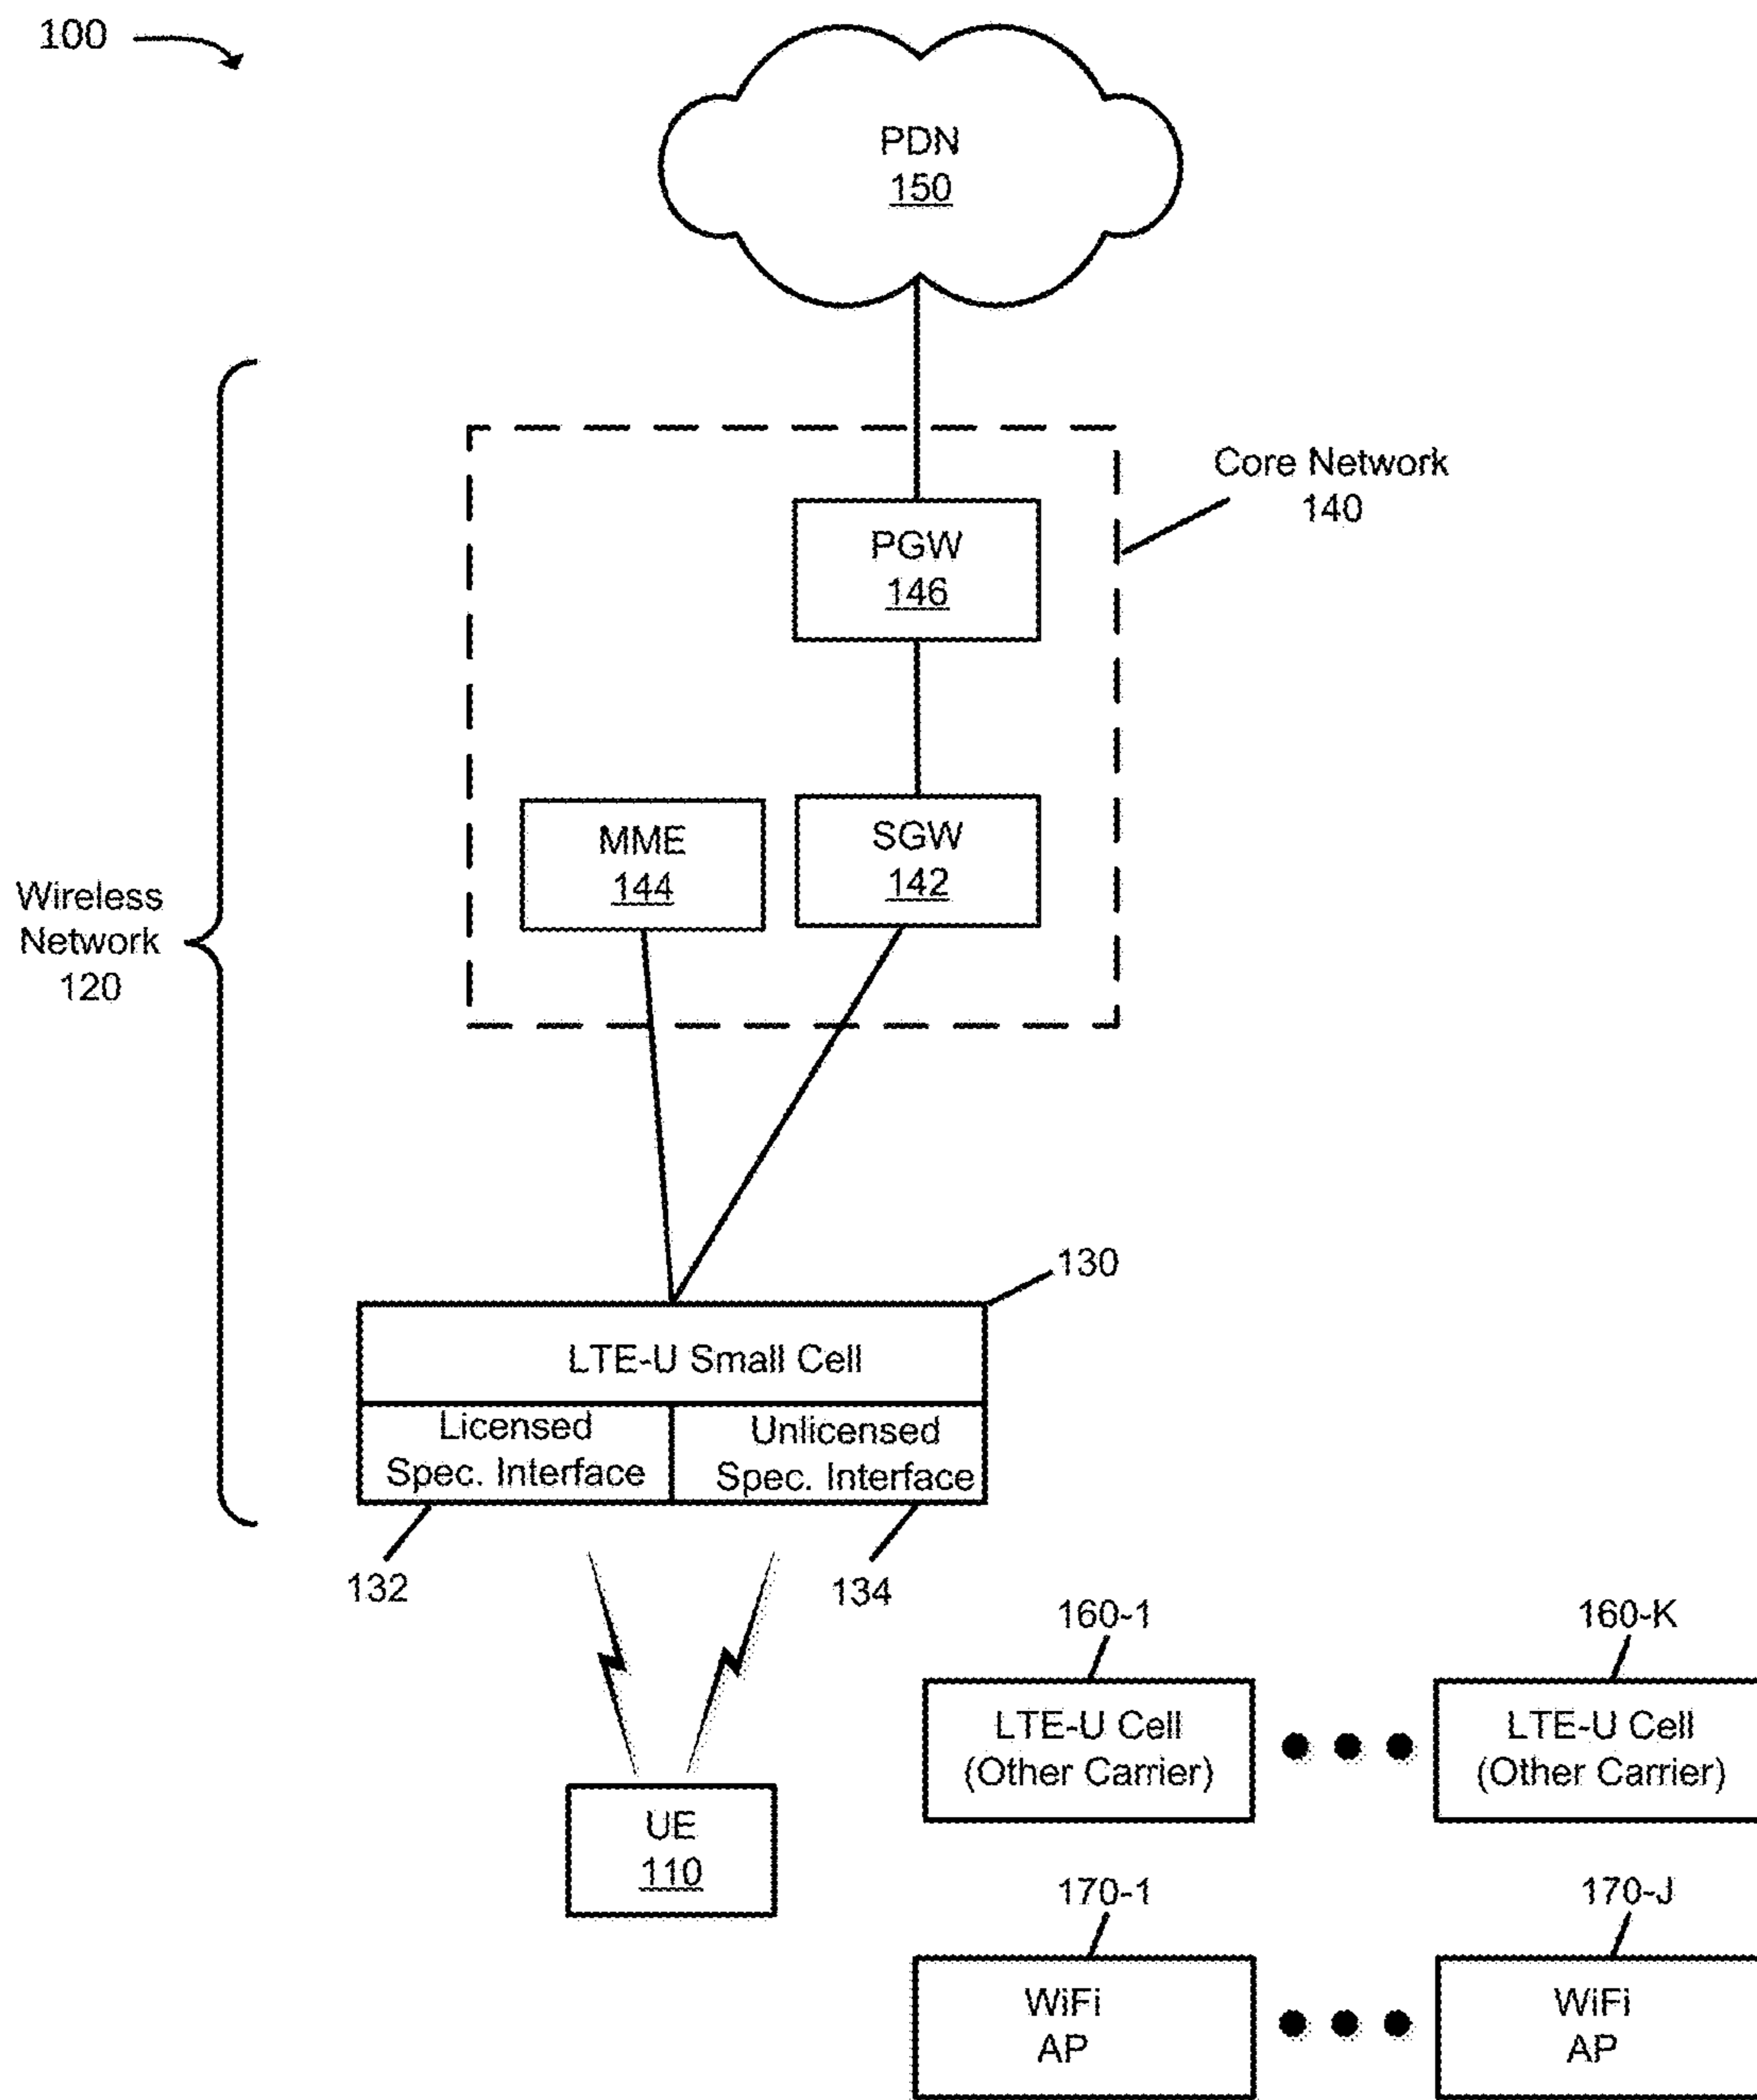 100
PDN
150
Core Network
140
PGW
146
MME
144
SGW
142
Wireless
Network
120
130
LTE-U Small Cell
Licensed
Spec. Interface
Unlicensed
Spec. Interface
132
134
160-1
160-K
LTE-U Cell
(Other Carrier)
LTE-U Cell
(Other Carrier)
UE
110
170-1
170-J
WiFi
AP
WiFi
AP